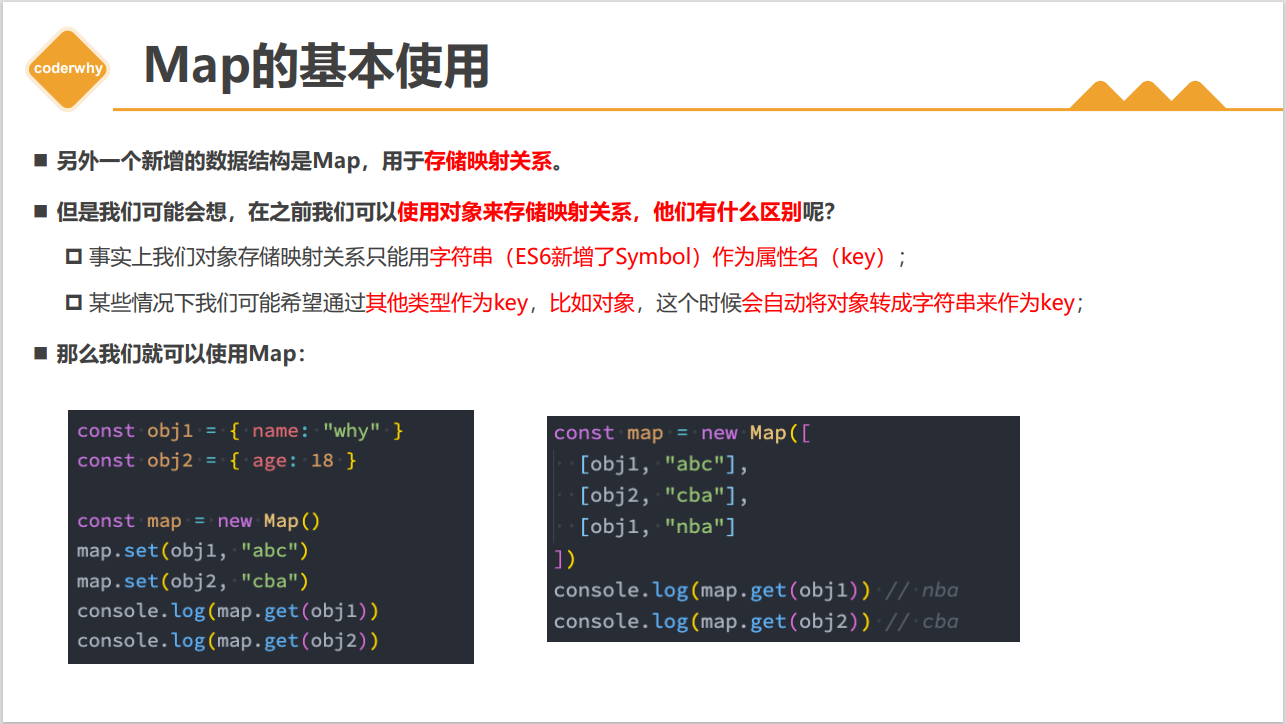 coderwhy
Map的基本使用
另外一个新增的数据结构是Map，用于存储映射关系。
但是我们可能会想，在之前我们可以使用对象来存储映射关系，他们有什么区别呢？
事实上我们对象存储映射关系只能用字符串（ES6新增了Symbol）作为属性名（key）；
某些情况下我们可能希望通过其他类型作为key，比如对象，这个时候会自动将对象转成字符串来作为key；
那么我们就可以使用Map：
const obj1 = { name: "why" }
const obj2 = { age: 18 }
const map = new Map()
map.set(obj1, "abc")
map.set(obj2, "cba")
console.log(map.get(obj1))
console.log(map.get(obj2))
const map = new Map([
[obj1, "abc"],
[obj2, "cba"],
[obj1, "nba"]
])
console.log(map.get(obj1)) // nba
console.log(map.get(obj2)) // cba